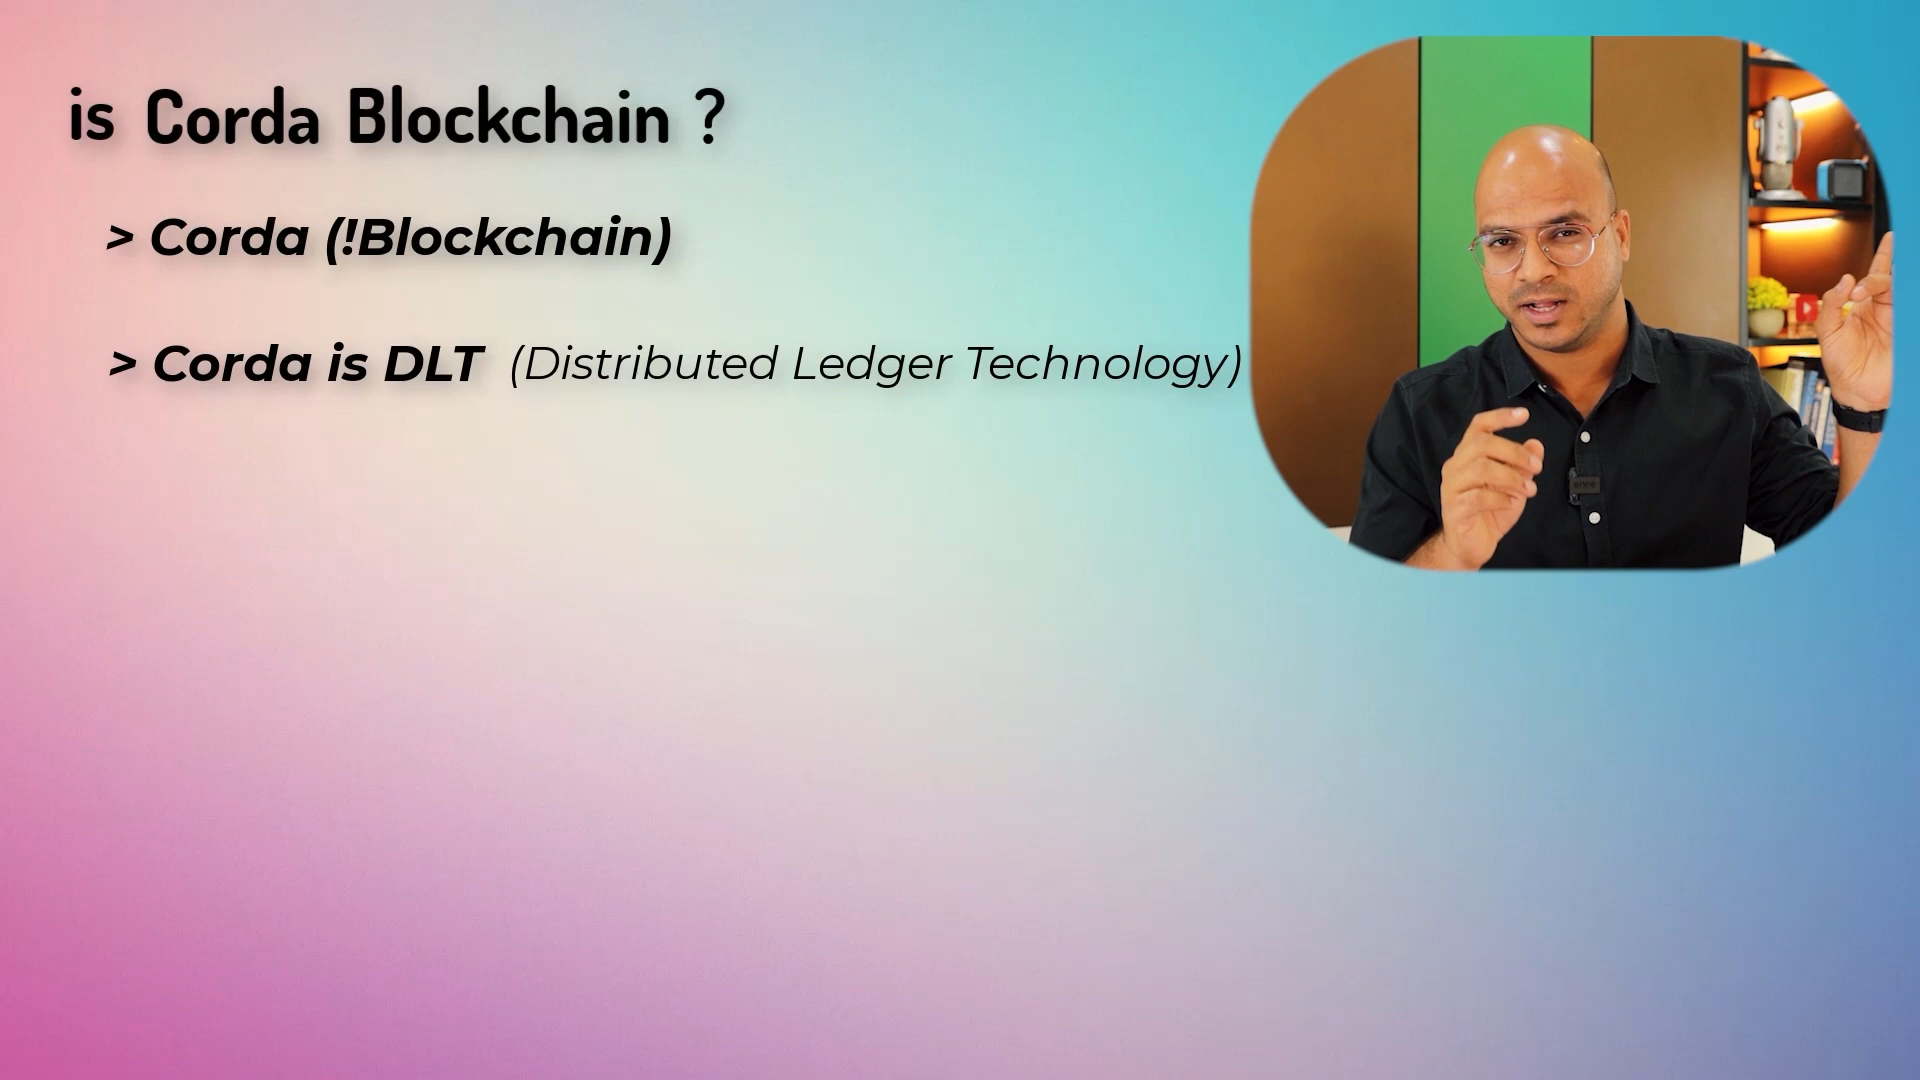 is Corda Blockchain ?
> Corda (!Blockchain)
> Corda is DLT (Distributed Ledger Technology)